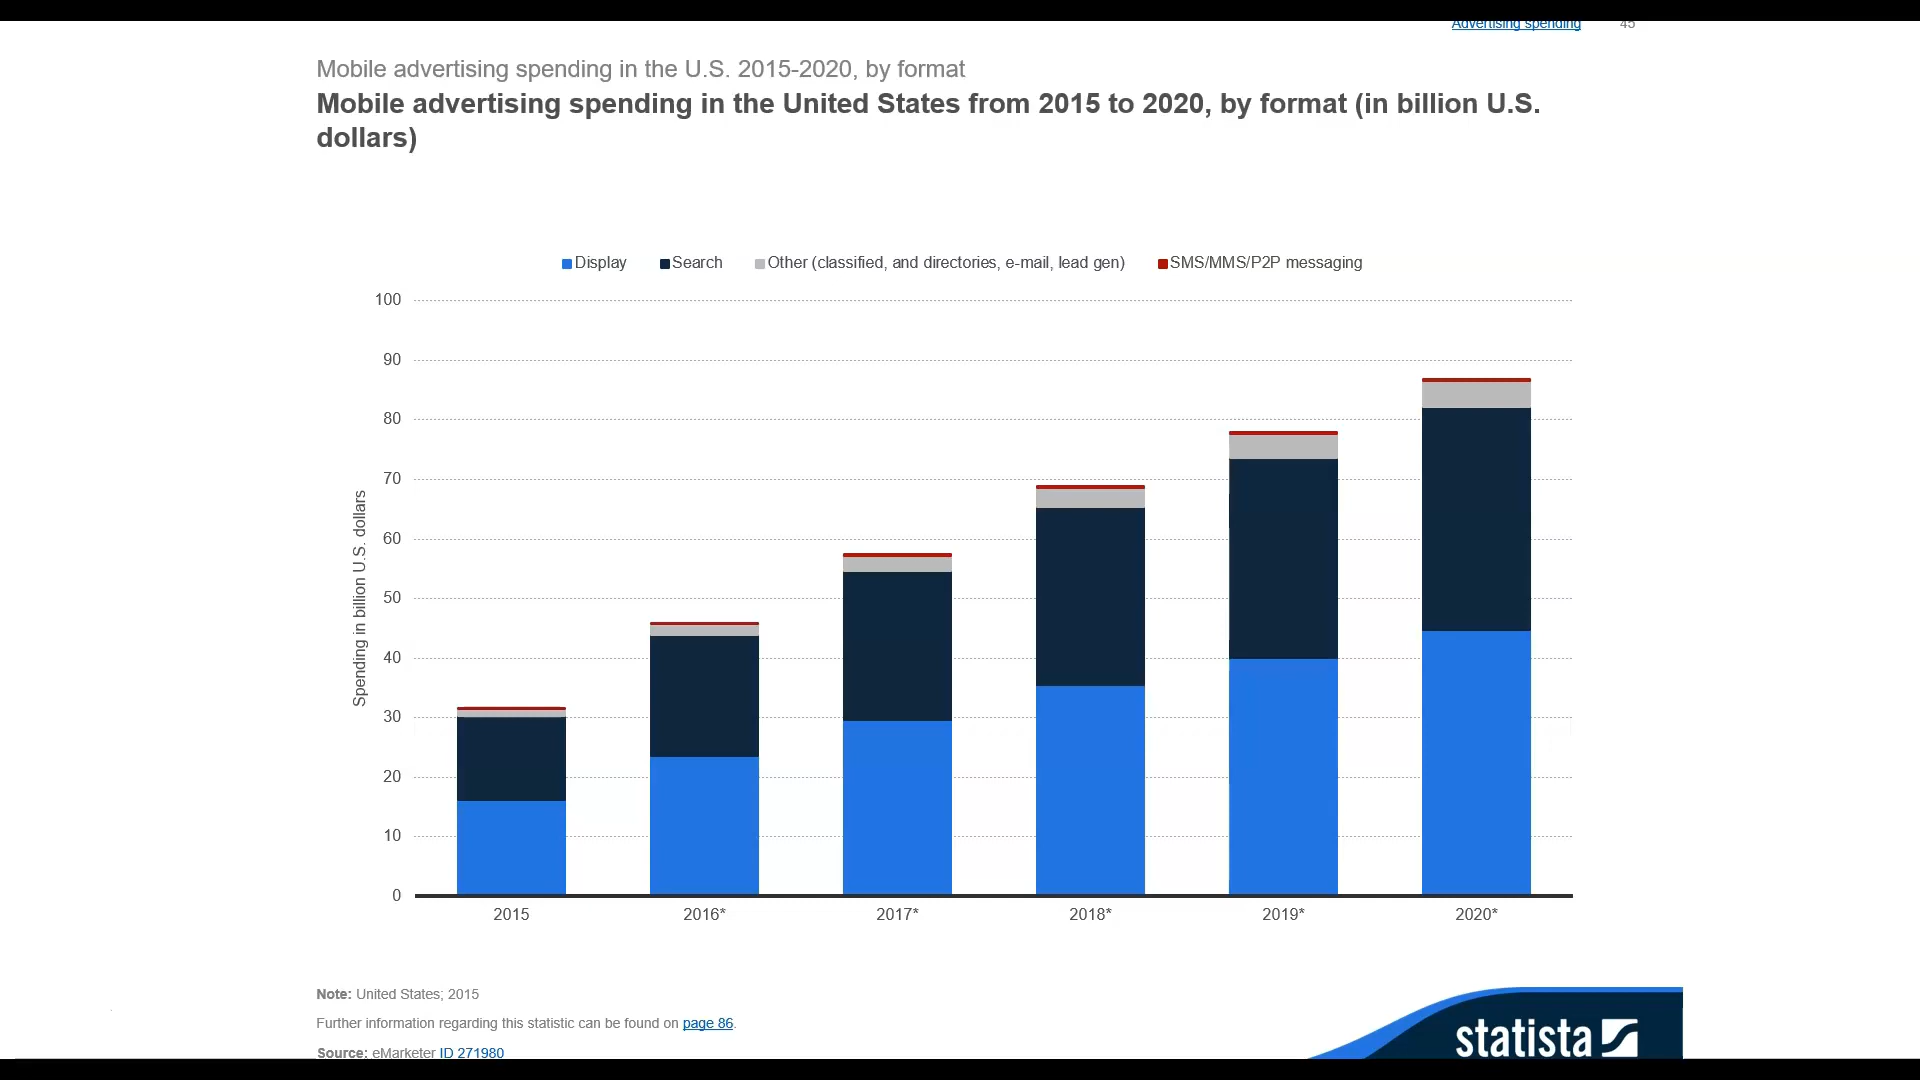 Advertising spending 45
Mobile advertising spending in the U.S. 2015-2020, by format
Mobile advertising spending in the United States from 2015 to 2020, by format (in billion U.S.
dollars)
Display Search Other (classified, and directories, e-mail, lead gen) SMS/MMS/P2P messaging
100
90
80
70
60
50
40
30
20
10
0
Spending in billion U.S. dollars
2015 2016* 2017* 2018* 2019* 2020*
Note: United States; 2015
Further information regarding this statistic can be found on page 86.
Source: eMarketer ID 271980
statista